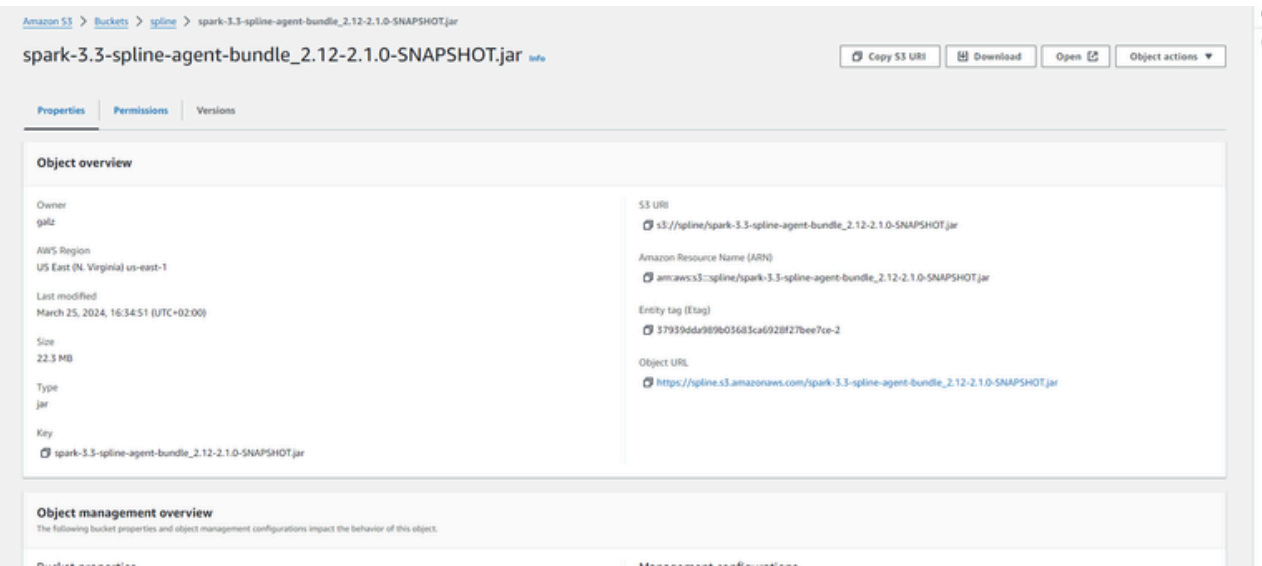 Amazon S3 > Buckets > spline > spark-3.3-spline-agent-bundle_2.12-2.1.0-SNAPSHOT.jar
spark-3.3-spline-agent-bundle_2.12-2.1.0-SNAPSHOT.jar Info
Copy S3 URI Download Open Object actions
Properties Permissions Versions
Object overview
Owner
galz
AWS Region
US East (N. Virginia) us-east-1
Last modified
March 25, 2024, 16:34:51 (UTC+02:00)
Size
22.3 MB
Type
jar
Key
spark-3.3-spline-agent-bundle_2.12-2.1.0-SNAPSHOT.jar
S3 URI
s3://spline/spark-3.3-spline-agent-bundle_2.12-2.1.0-SNAPSHOT.jar
Amazon Resource Name (ARN)
arn:aws:s3:::spline/spark-3.3-spline-agent-bundle_2.12-2.1.0-SNAPSHOT.jar
Entity tag (Etag)
37939dda989b03683ca6928f27bee7ce-2
Object URL
https://spline.s3.amazonaws.com/spark-3.3-spline-agent-bundle_2.12-2.1.0-SNAPSHOT.jar
Object management overview
The following bucket properties and object management configurations impact the behavior of this object.
Bucket properties
Management configurations